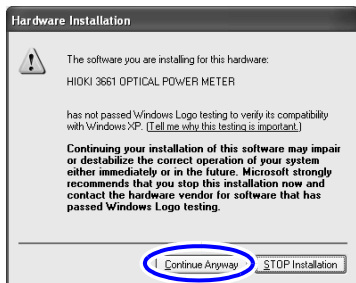 Hardware Installation
The software you are installing for this hardware:
HIOKI 3661 OPTICAL POWER METER
has not passed Windows Logo testing to verify its compatibility
with Windows XP. (Tell me why this testing is important.)
Continuing your installation of this software may impair
or destabilize the correct operation of your system
either immediately or in the future. Microsoft strongly
recommends that you stop this installation now and
contact the hardware vendor for software that has
passed Windows Logo testing.
Continue Anyway STOP Installation